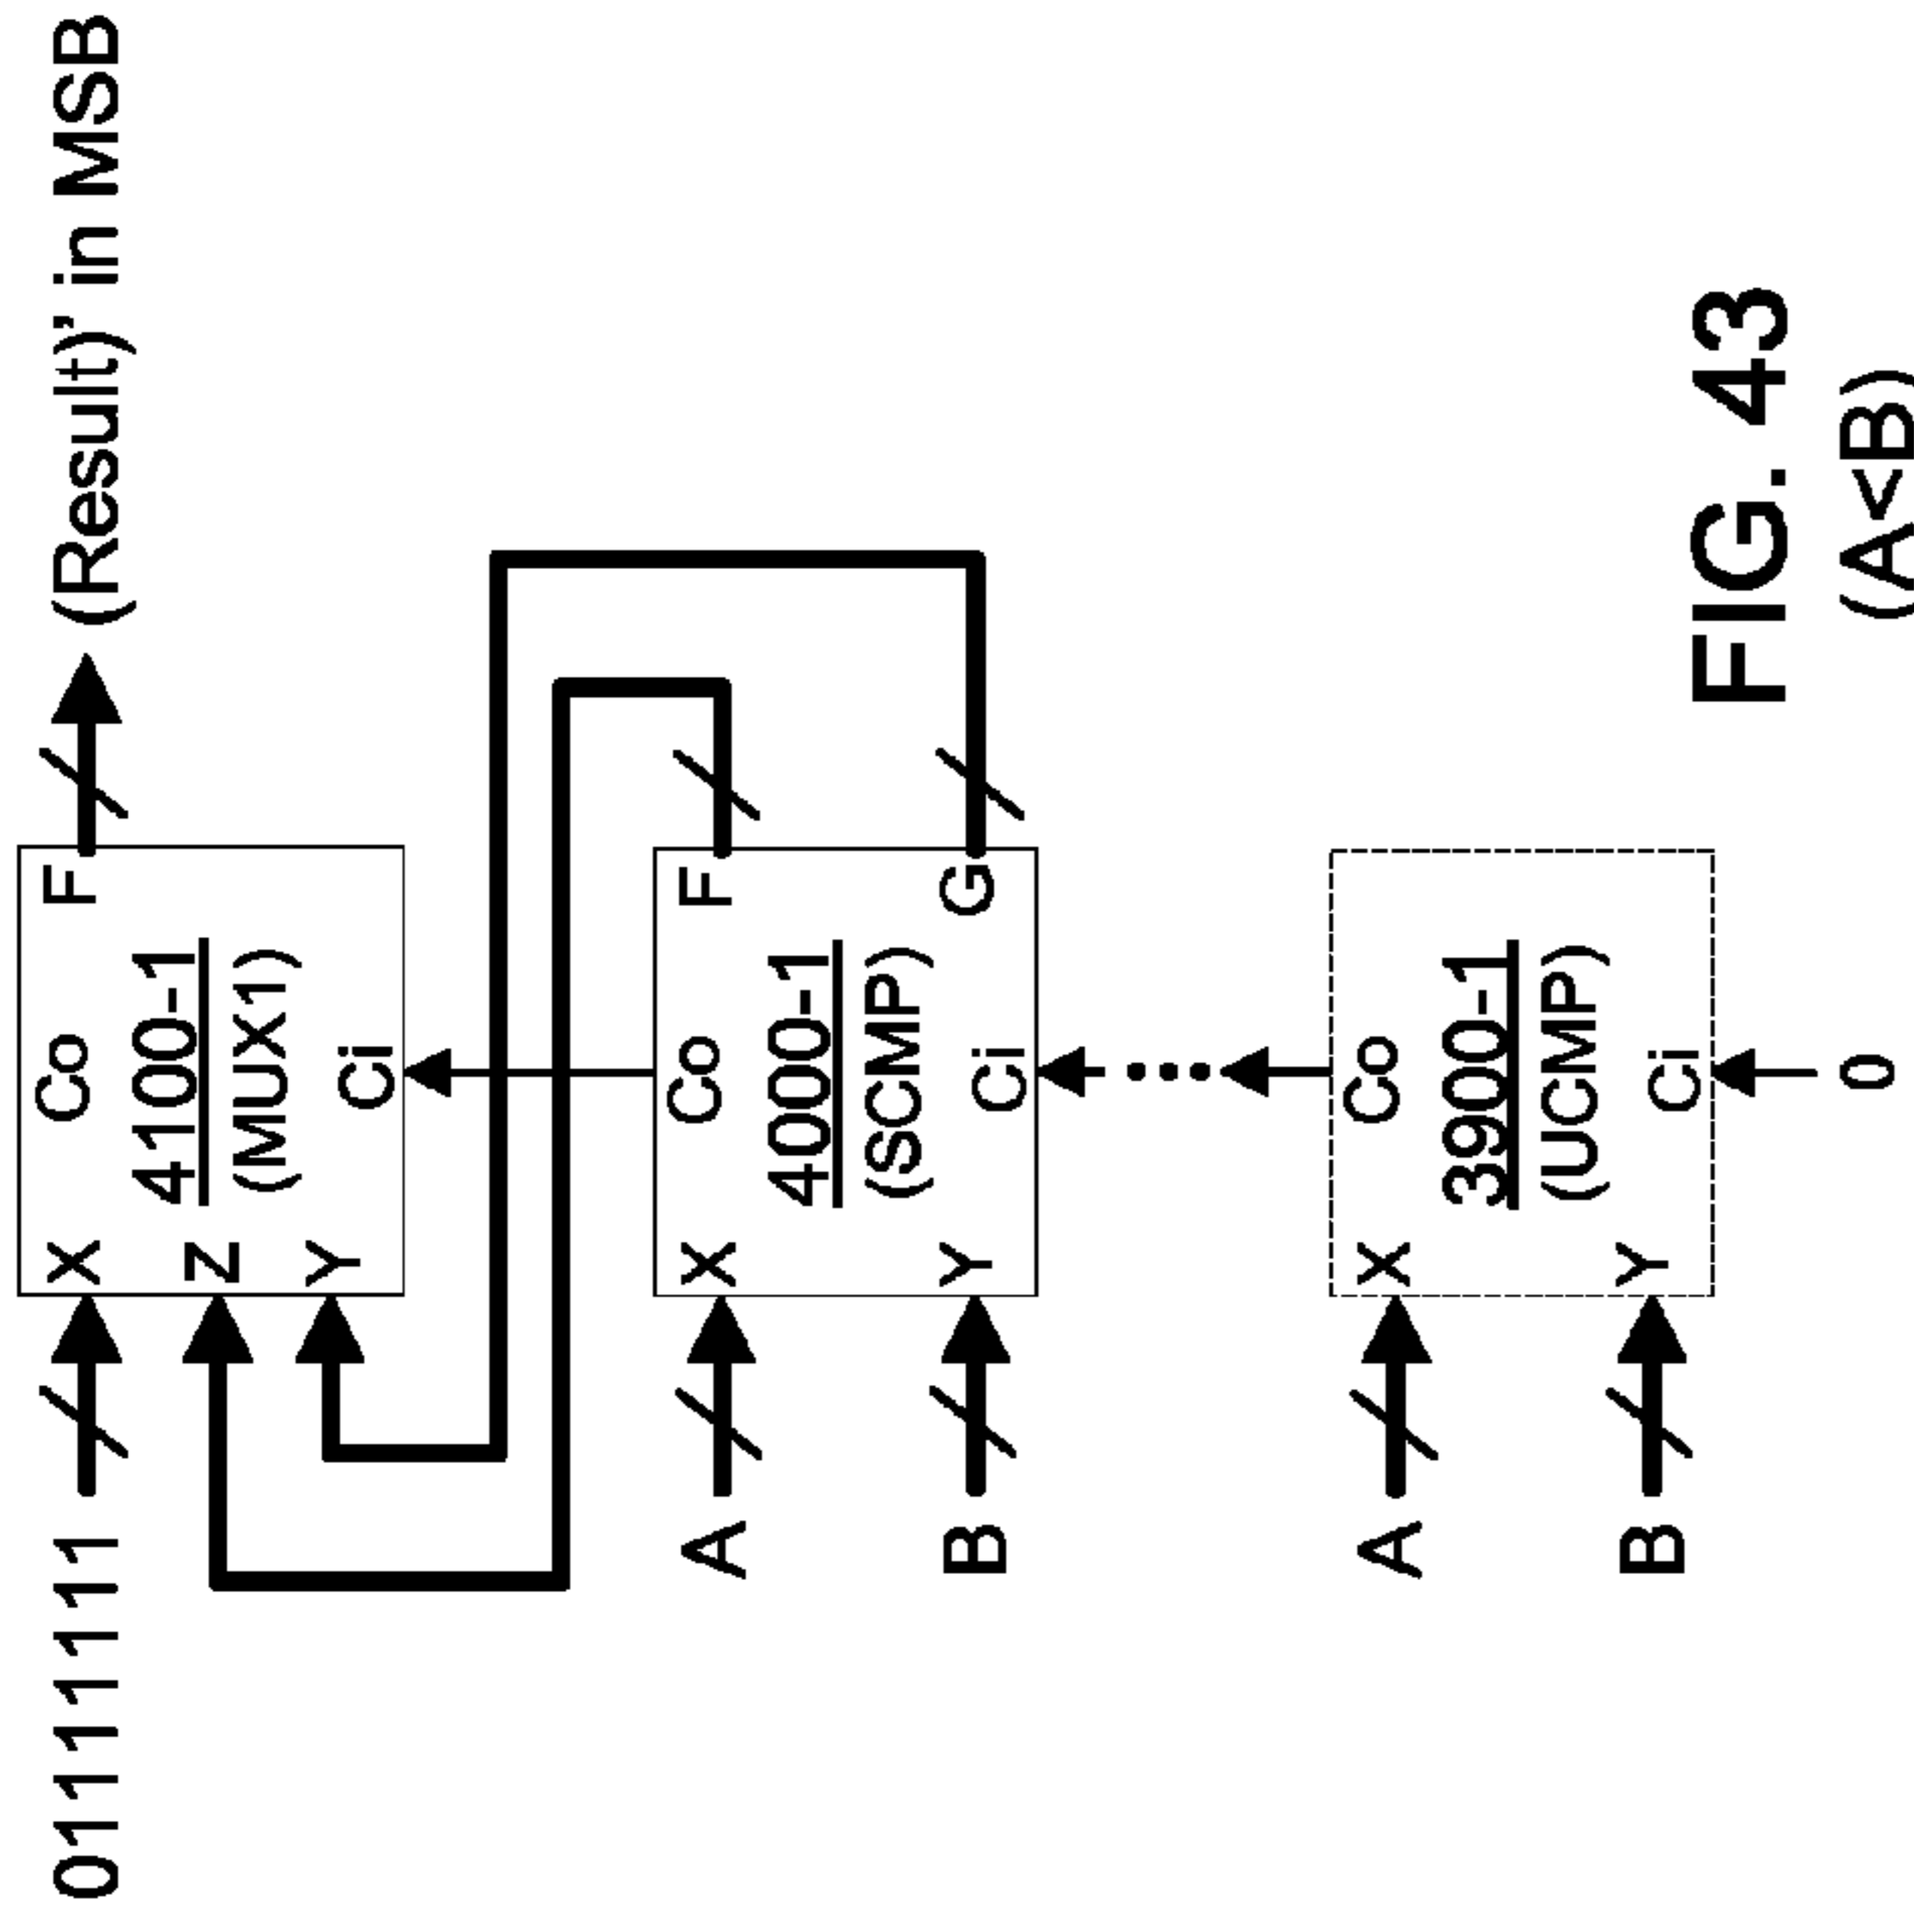 01111111
X Co F
(Result)' in MSB
4100-1
Z
(MUX1)
Y Ci
X Co F
A
4000-1
(SCMP)
Y Ci G
B
X Co
A
3900-1
(UCMP)
Y Ci
B
0
FIG. 43
(A<B)